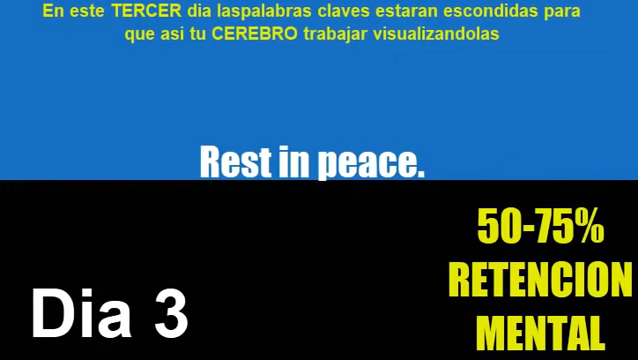 En este TERCER dia laspalabras claves estaran escondidas para
que asi tu CEREBRO trabajar visualizandolas
Rest in peace.
50-75%
RETENCION
MENTAL
Dia 3